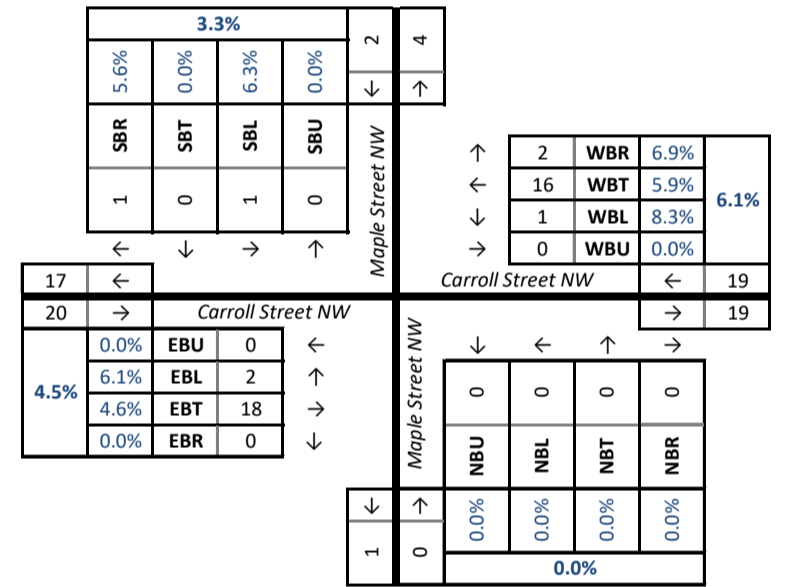 3.3%
2 4
5.6% 0.0% 6.3% 0.0% ↓ ↑
SBR SBT SBL SBU
1 0 1 0
← ↓ → ↑
Maple Street NW
↑ 2 WBR 6.9%
← 16 WBT 5.9%
↓ 1 WBL 8.3%
→ 0 WBU 0.0%
6.1%
17 ←
Carroll Street NW
← 19
20 →
Carroll Street NW
→ 19
4.5%
0.0% EBU 0 ←
6.1% EBL 2 ↑
4.6% EBT 18 →
0.0% EBR 0 ↓
Maple Street NW
↓ ← ↑ →
0 0 0 0
NBU NBL NBT NBR
↓ ↑ 0.0% 0.0% 0.0% 0.0%
1 0
0.0%